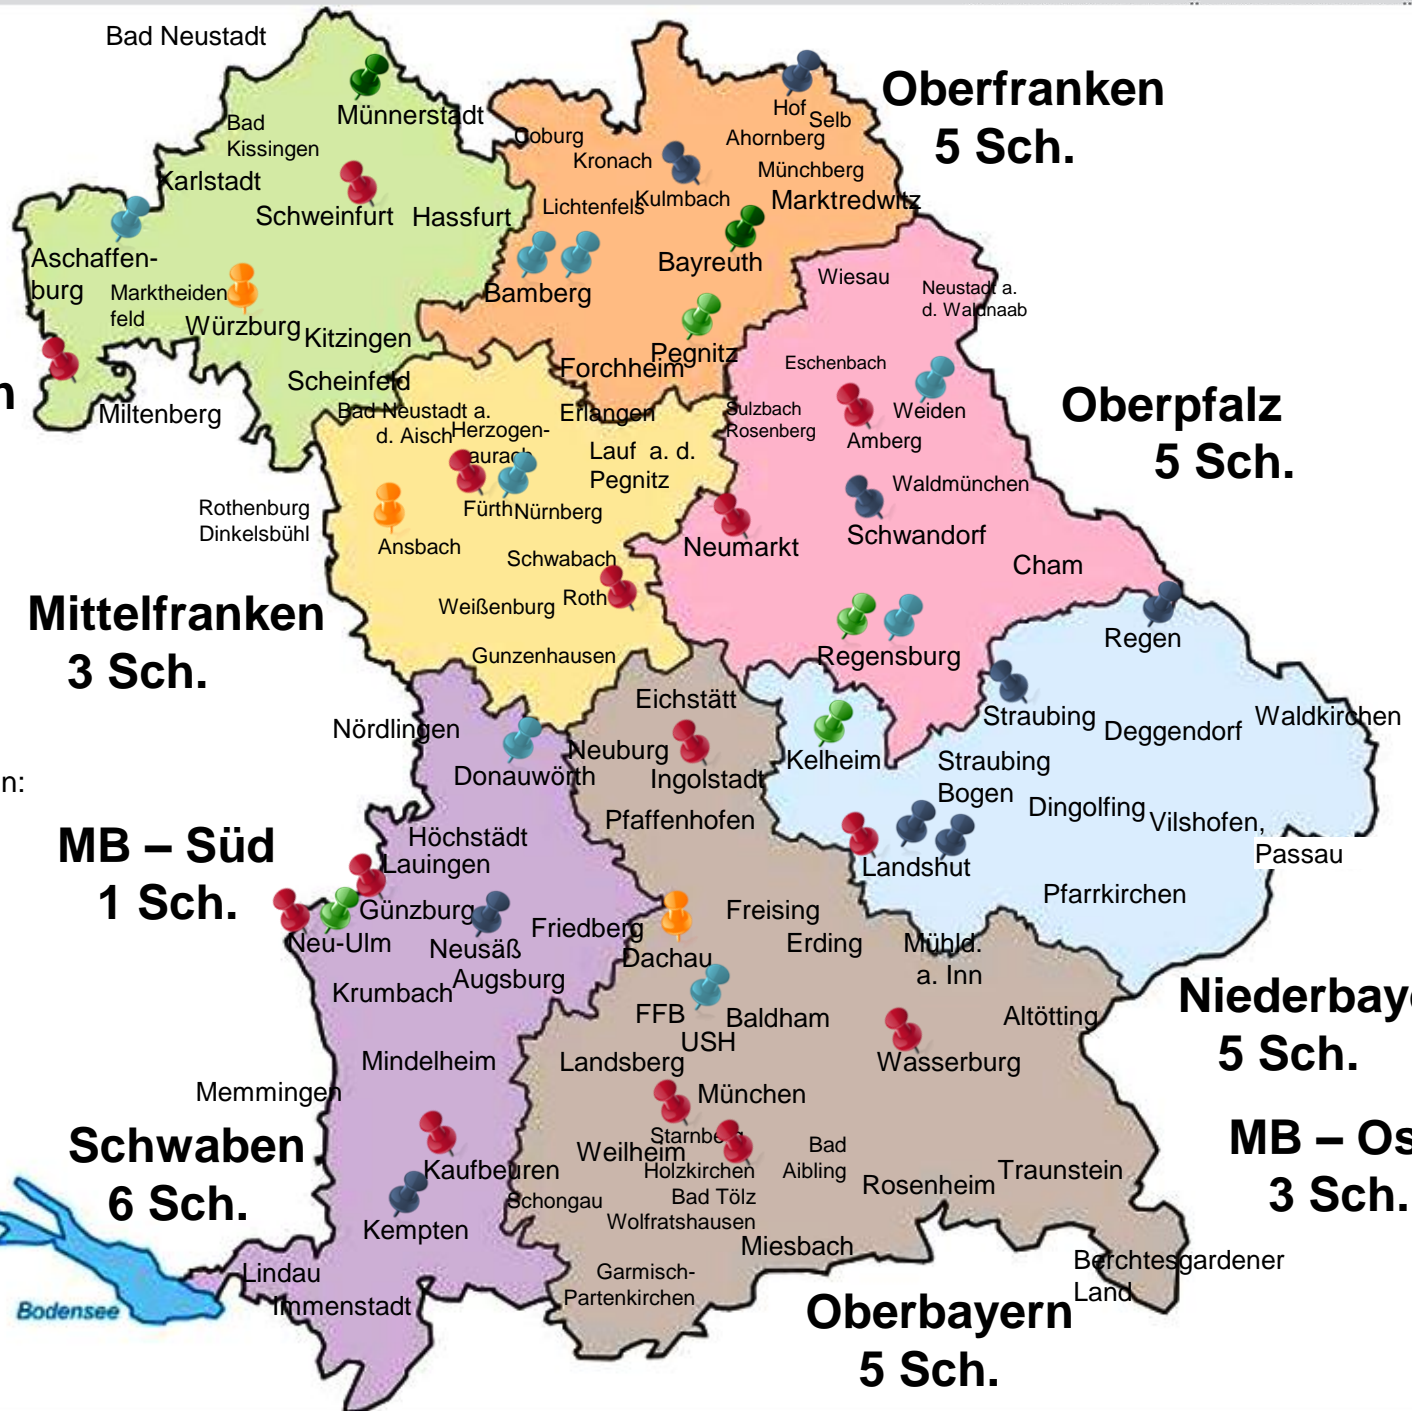 Bad Neustadt
Münnerstadt
Bad
Kissingen
Karlstadt
Schweinfurt
Hassfurt
Aschaffen-
burg
Marktheiden
feld
Würzburg
Kitzingen
Scheinfeld
Miltenberg
n
Coburg
Kronach
Hof
Selb
Ahornberg
Münchberg
Lichtenfels
Kulmbach
Marktredwitz
Bayreuth
Bamberg
Pegnitz
Forchheim
Oberfranken
5 Sch.
Wiesau
Neustadt a.
d. Waldnaab
Eschenbach
Sulzbach
Rosenberg
Weiden
Amberg
Waldmünchen
Schwandorf
Neumarkt
Cham
Regensburg
Oberpfalz
5 Sch.
Bad Neustadt a.
d. Aisch
Herzogen-
aurach
Erlangen
Lauf a. d.
Pegnitz
Rothenburg
Dinkelsbühl
Fürth
Nürnberg
Ansbach
Schwabach
Roth
Weißenburg
Gunzenhausen
Mittelfranken
3 Sch.
Regen
Straubing
Deggendorf
Waldkirchen
Kelheim
Straubing
Bogen
Dingolfing
Vilshofen,
Passau
Landshut
Pfarrkirchen
Niederbaye
5 Sch.
MB – Os
3 Sch.
Nördlingen
Donauwörth
n:
MB – Süd
1 Sch.
Höchstädt
Lauingen
Günzburg
Neu-Ulm
Neusäß
Friedberg
Augsburg
Krumbach
Mindelheim
Memmingen
Schwaben
6 Sch.
Kaufbeuren
Kempten
Lindau
Immenstadt
Bodensee
Eichstätt
Neuburg
Ingolstadt
Pfaffenhofen
Freising
Erding
Mühld.
a. Inn
Dachau
FFB
Baldham
USH
Altötting
Landsberg
Wasserburg
München
Starnberg
Weilheim
Holzkirchen
Bad
Aibling
Schongau
Bad Tölz
Rosenheim
Traunstein
Wolfratshausen
Miesbach
Garmisch-
Partenkirchen
Berchtesgardener
Land
Oberbayern
5 Sch.